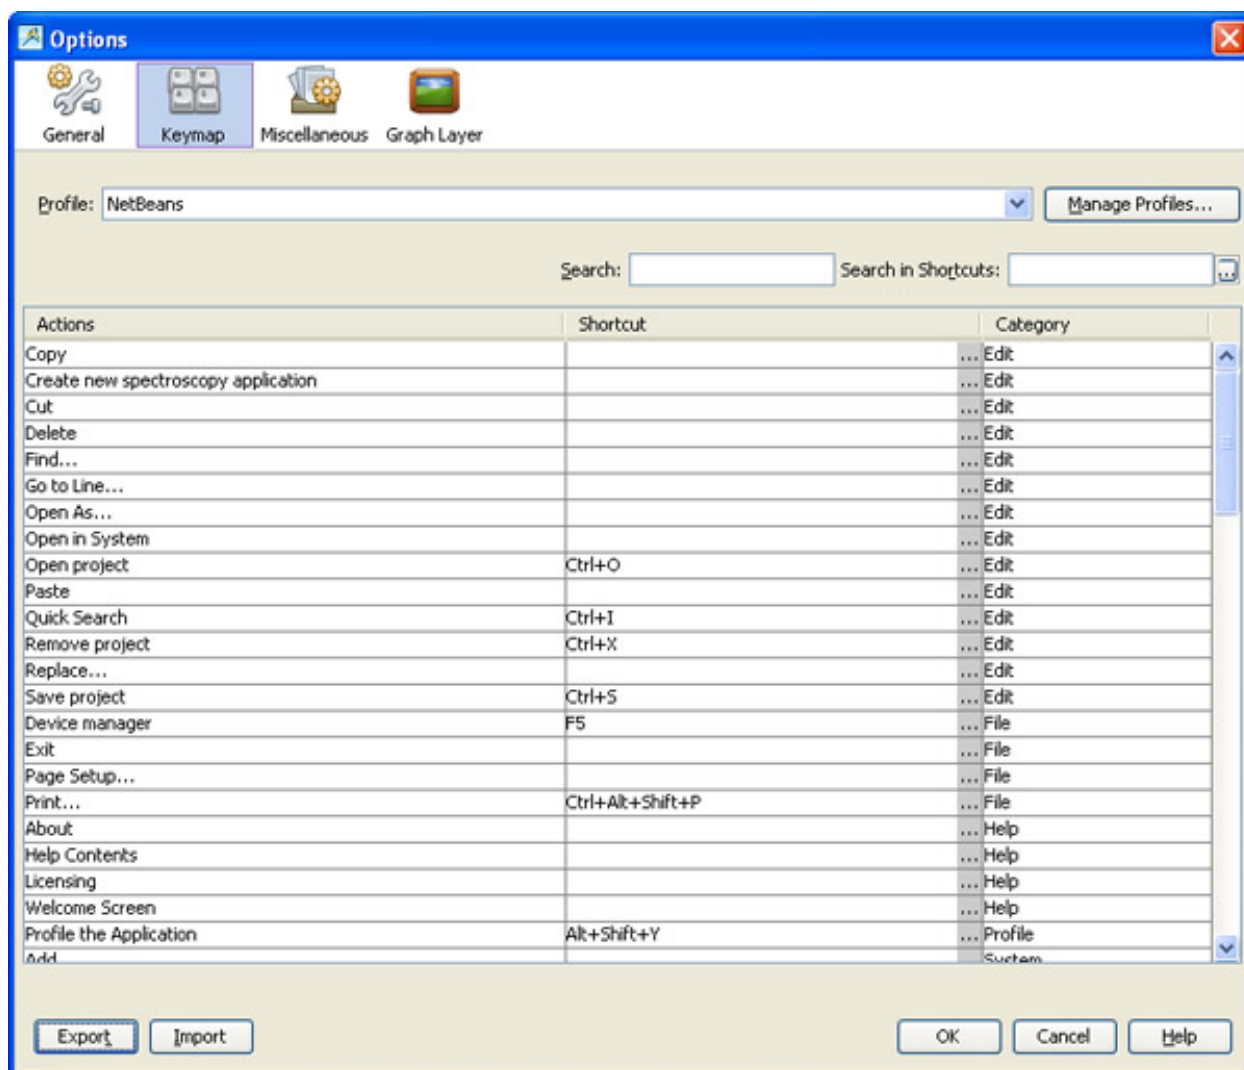 Options
General Keymap Miscellaneous Graph Layer
Profile: NetBeans Manage Profiles...
Search: Search in Shortcuts: ...
Actions Shortcut Category
Copy ... Edit
Create new spectroscopy application ... Edit
Cut ... Edit
Delete ... Edit
Find... ... Edit
Go to Line... ... Edit
Open As... ... Edit
Open in System ... Edit
Open project Ctrl+O ... Edit
Paste ... Edit
Quick Search Ctrl+I ... Edit
Remove project Ctrl+X ... Edit
Replace... ... Edit
Save project Ctrl+S ... Edit
Device manager F5 ... File
Exit ... File
Page Setup... ... File
Print... Ctrl+Alt+Shift+P ... File
About ... Help
Help Contents ... Help
Licensing ... Help
Welcome Screen ... Help
Profile the Application Alt+Shift+Y ... Profile
Add System
Export Import OK Cancel Help